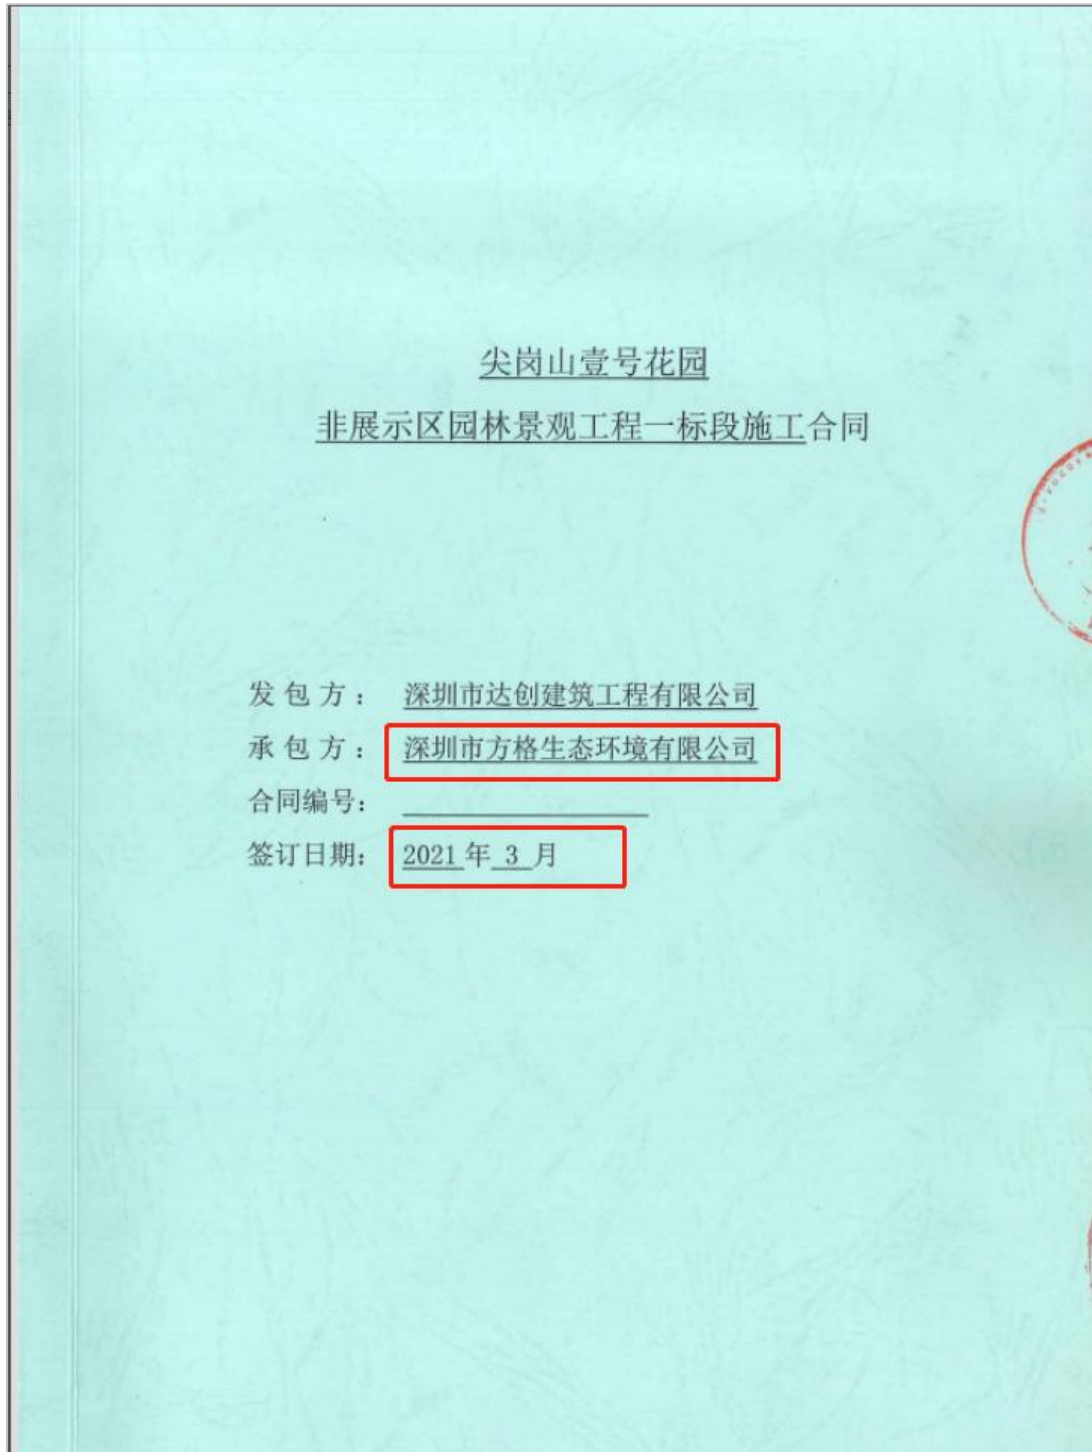 尖岗山壹号花园
非展示区园林景观工程一标段施工合同
发包方： 深圳市达创建筑工程有限公司
承包方： 深圳市方格生态环境有限公司
合同编号：
签订日期： 2021 年 3 月